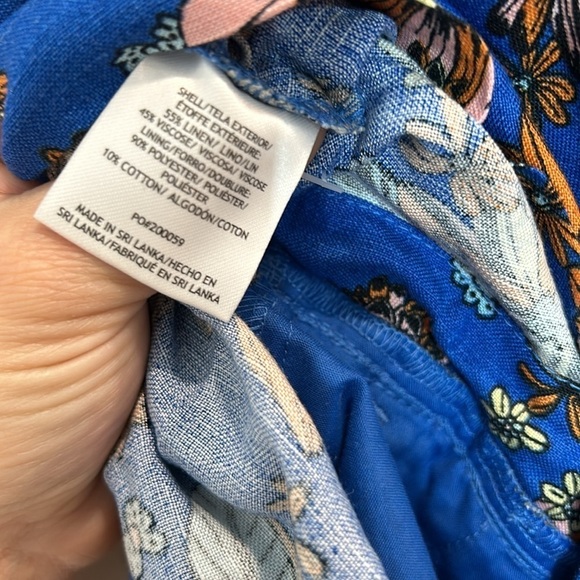 SHELL/TELA EXTERIOR/
ÉTOFFE EXTÉRIEURE:
55% LINEN/ LINO/LIN
45% VISCOSE/ VISCOSA/ VISCOSE
LINING/FORRO/DOUBLURE:
90% POLYESTER/ POLIÉSTER/
POLIÉSTER
10% COTTON/ ALGODÓN/COTON
PO#200059
MADE IN SRI LANKA/HECHO EN
SRI LANKA/FABRIQUÉ EN SRI LANKA